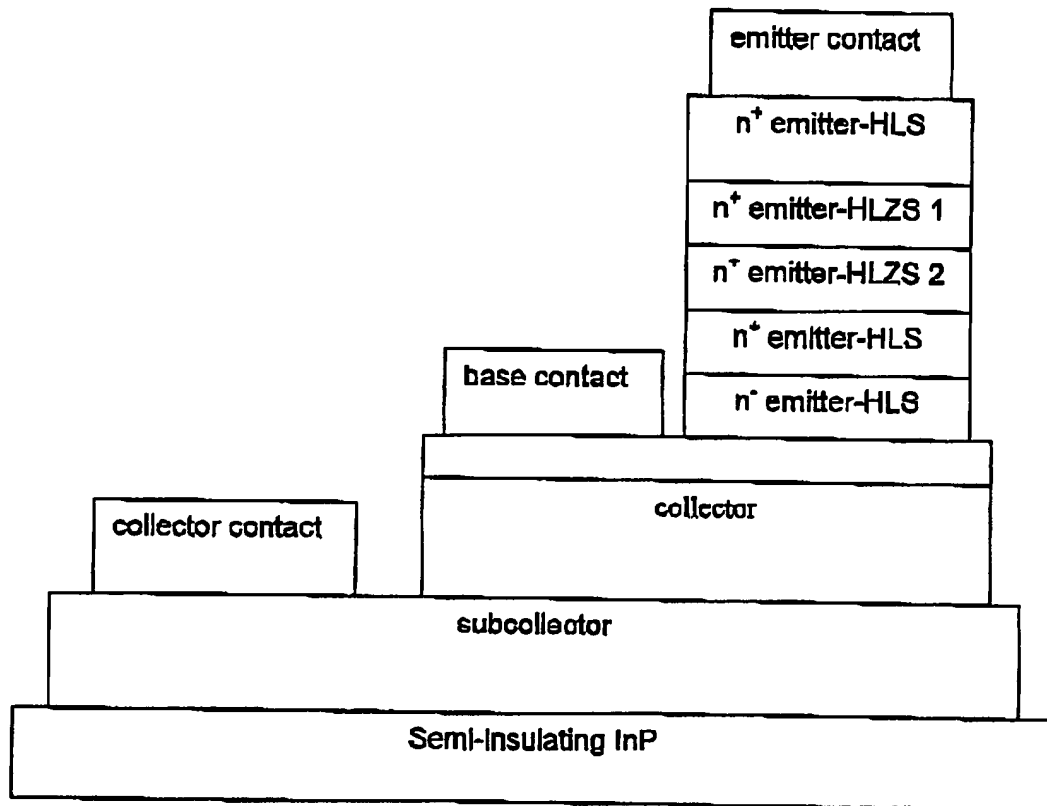 emitter contact
n⁺ emitter-HLS
n⁺ emitter-HLZS 1
n⁺ emitter-HLZS 2
n⁺ emitter-HLS
base contact
n⁻ emitter-HLS
collector
collector contact
subcollector
Semi-insulating InP